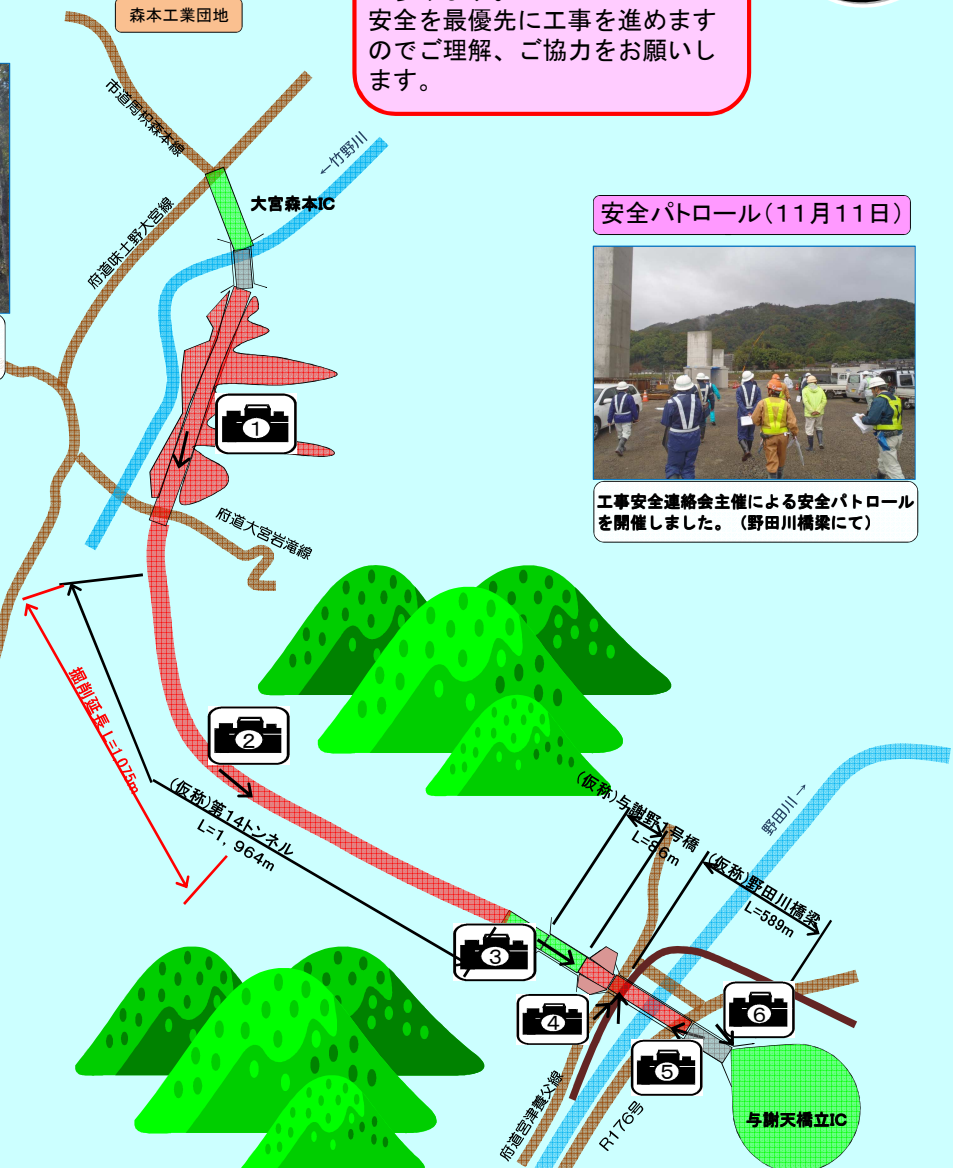 森本工業団地
安全を最優先に工事を進めます
のでご理解、ご協力をお願いし
ます。
市道周枳森本線
←竹野川
大宮森本IC
府道味土野大宮線
安全パトロール(11月11日)
①
工事安全連絡会主催による安全パトロール
を開催しました。(野田川橋梁にて)
府道大宮岩滝線
掘削延長 L=1075m
②
(仮称)第14トンネル
L=1,964m
(仮称)与謝野1号橋
L=86m
野田川→
(仮称)野田川橋梁
L=589m
③
④
⑥
⑤
府道宮津養父線
R176号
与謝天橋立IC